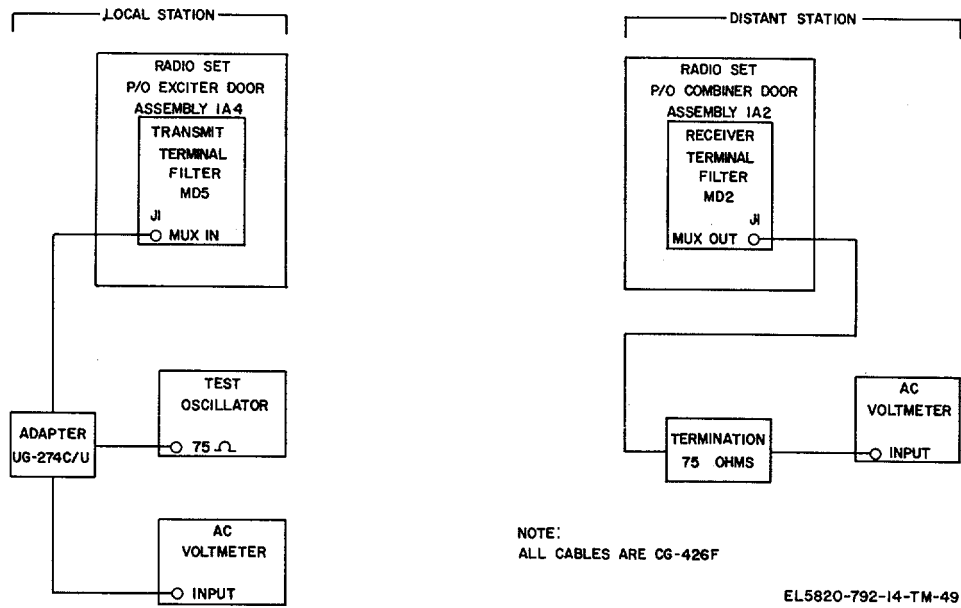 LOCAL STATION
RADIO SET
P/O EXCITER DOOR
ASSEMBLY 1A4
TRANSMIT
TERMINAL
FILTER
MD5
J1
MUX IN
TEST
OSCILLATOR
75 Ω
ADAPTER
UG-274C/U
AC
VOLTMETER
INPUT
DISTANT STATION
RADIO SET
P/O COMBINER DOOR
ASSEMBLY 1A2
RECEIVER
TERMINAL
FILTER
MD2
J1
MUX OUT
TERMINATION
75 OHMS
AC
VOLTMETER
INPUT
NOTE:
ALL CABLES ARE CG-426F
EL5820-792-14-TM-49